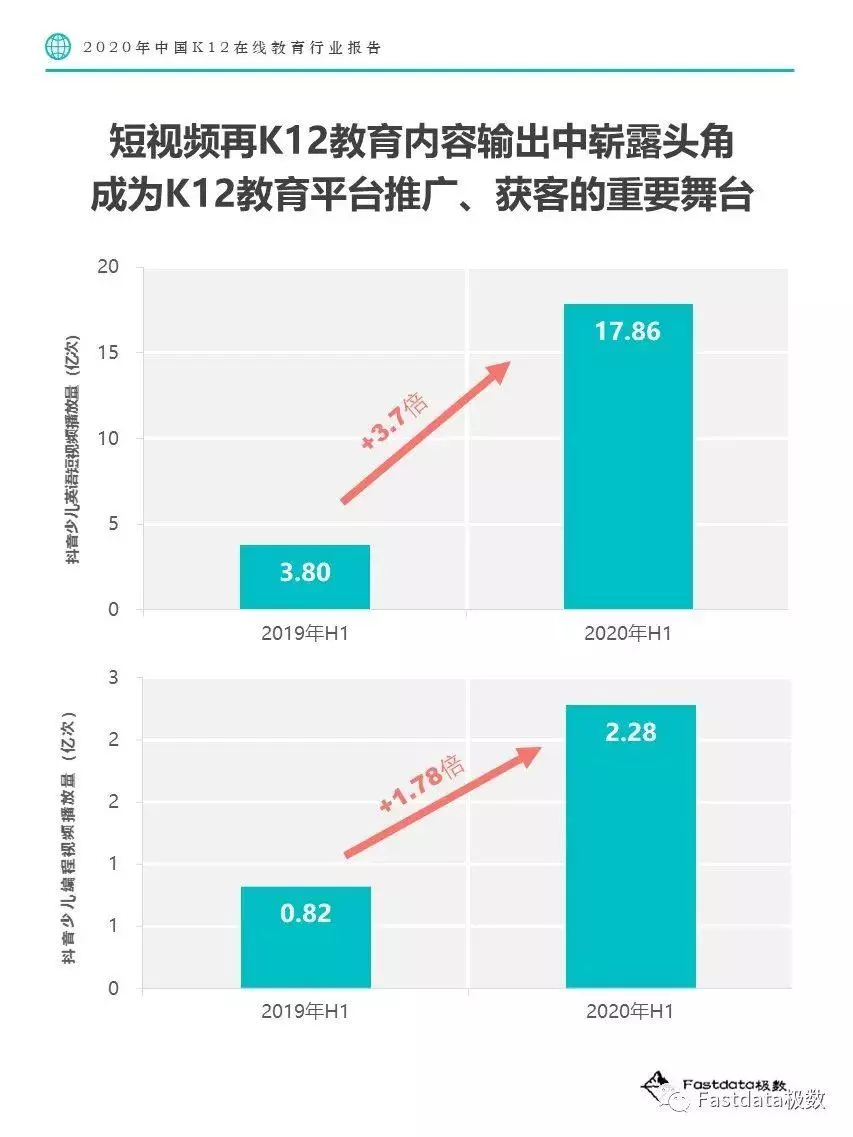 2020年中国K12在线教育行业报告
短视频再K12教育内容输出中崭露头角
成为K12教育平台推广、获客的重要舞台
抖音少儿英语短视频播放量（亿次）
20
15
10
5
0
+3.7倍
3.80
17.86
2019年H1
2020年H1
抖音少儿编程视频播放量（亿次）
3
2
2
1
1
0
+1.78倍
0.82
2.28
2019年H1
2020年H1
Fastdata极数
Fastdata极数